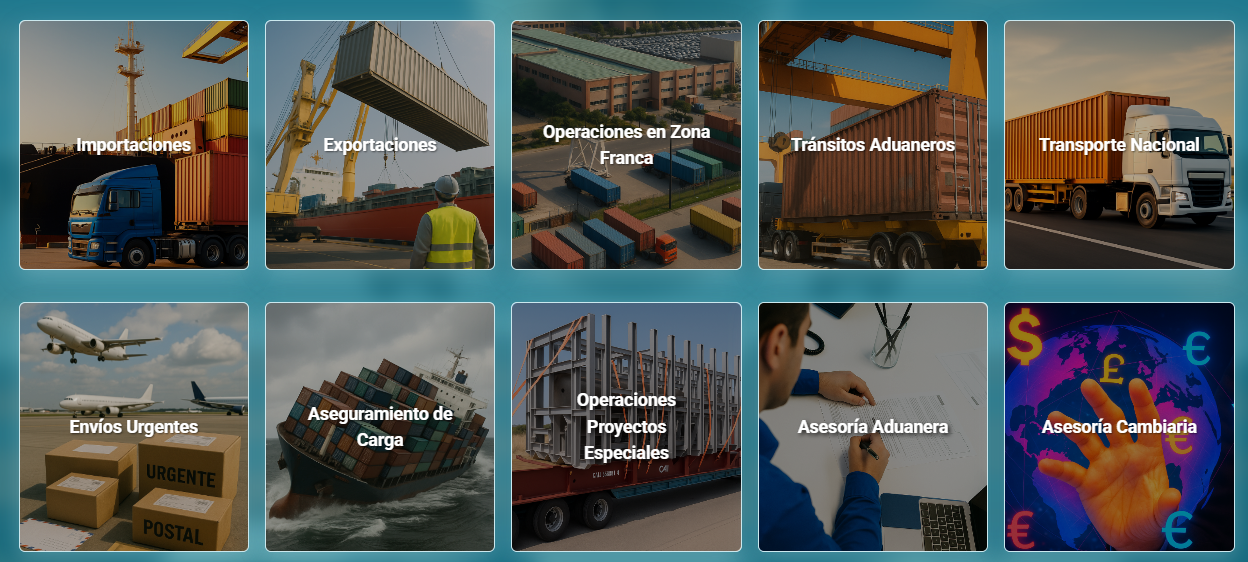 Importaciones
Exportaciones
Operaciones en Zona
Franca
Tránsitos Aduaneros
Transporte Nacional
Envíos Urgentes
URGENTE
POSTAL
Aseguramiento de
Carga
Operaciones
Proyectos
Especiales
Asesoría Aduanera
Asesoría Cambiaria
$
£
€
€
€
€